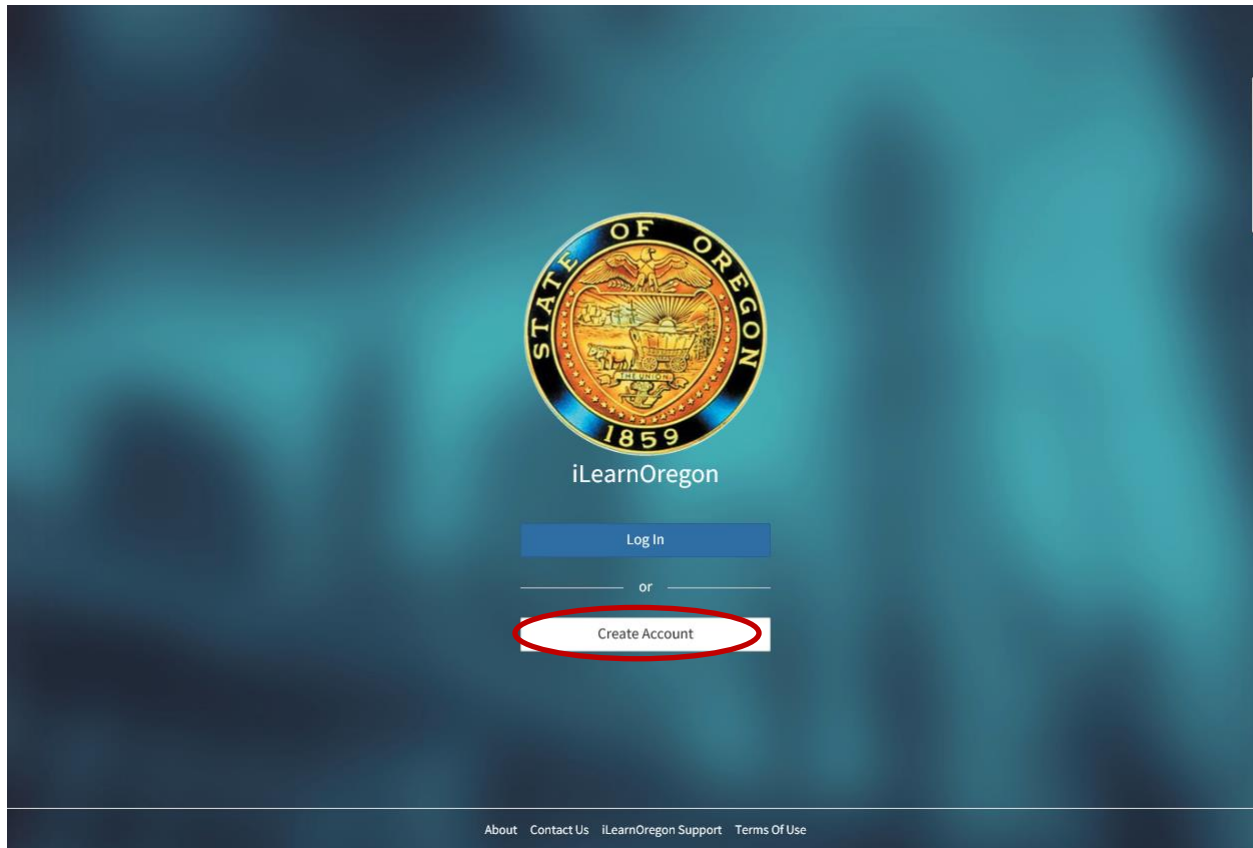 STATE OF OREGON
THE UNION
1859
iLearnOregon
Log In
or
Create Account
About Contact Us iLearnOregon Support Terms Of Use